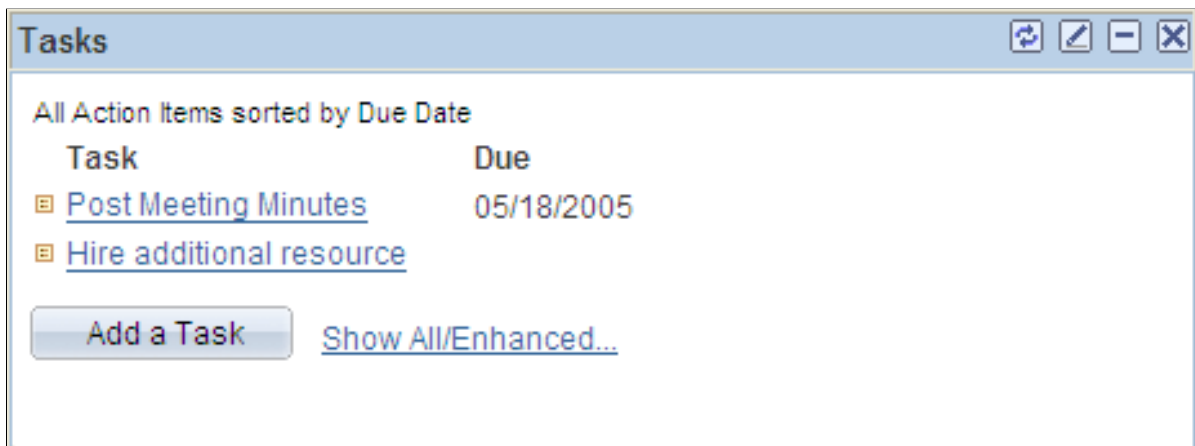 Tasks
All Action Items sorted by Due Date
Task Due
Post Meeting Minutes 05/18/2005
Hire additional resource
Add a Task Show All/Enhanced...